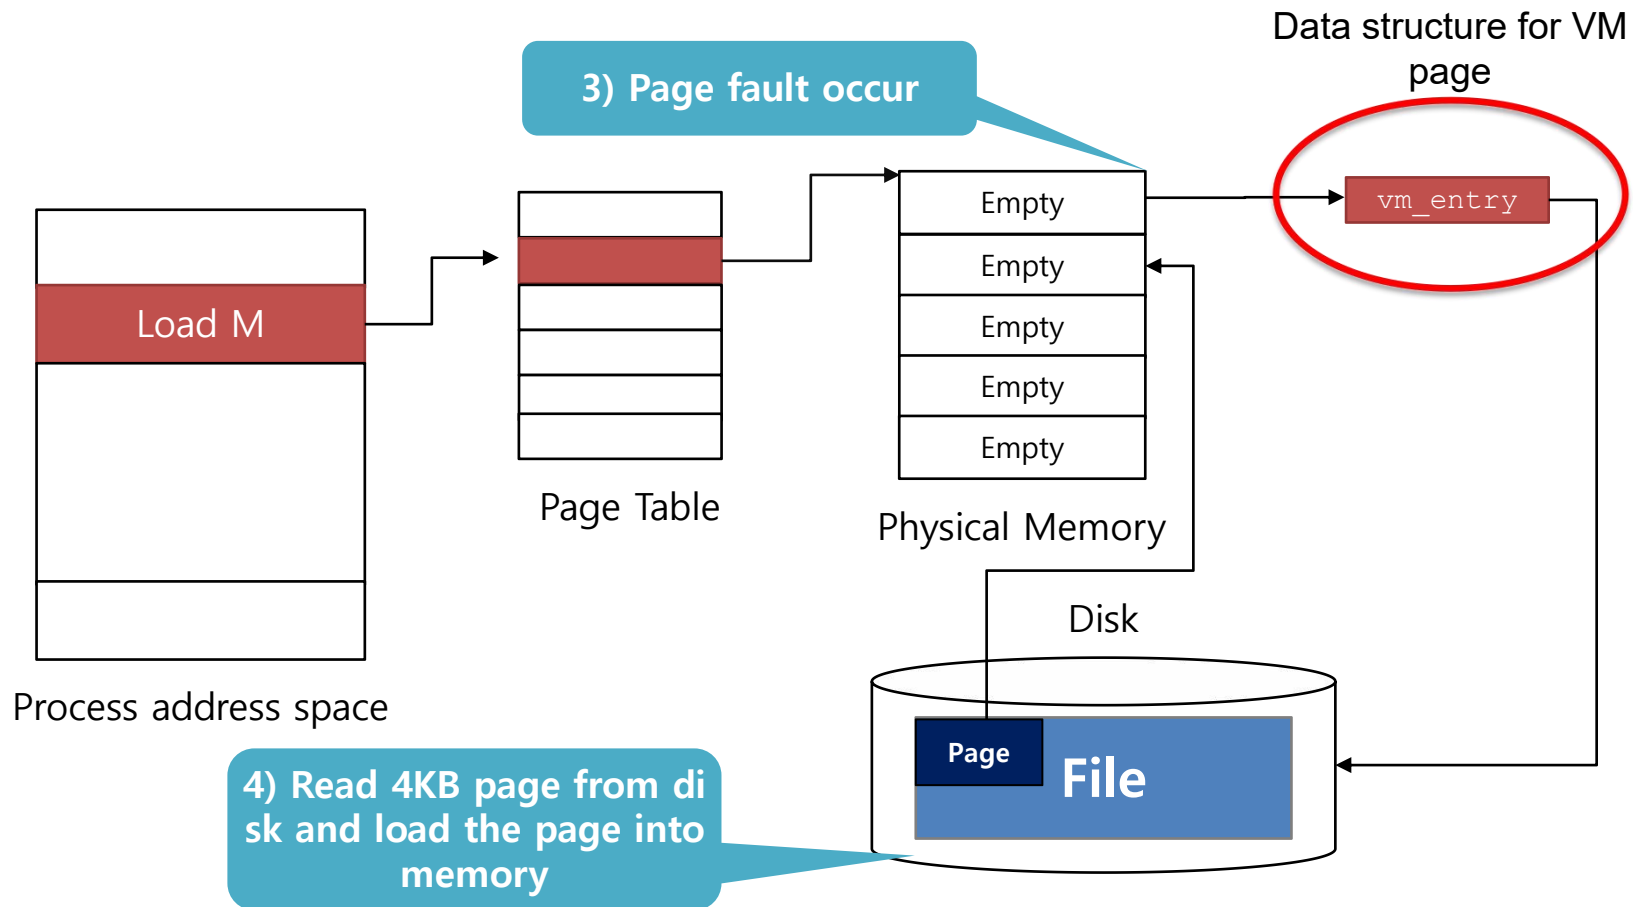 Data structure for VM
page
3) Page fault occur
vm_entry
Empty
Empty
Load M
Empty
Empty
Empty
Page Table
Physical Memory
Disk
Process address space
Page
File
4) Read 4KB page from di
sk and load the page into
memory